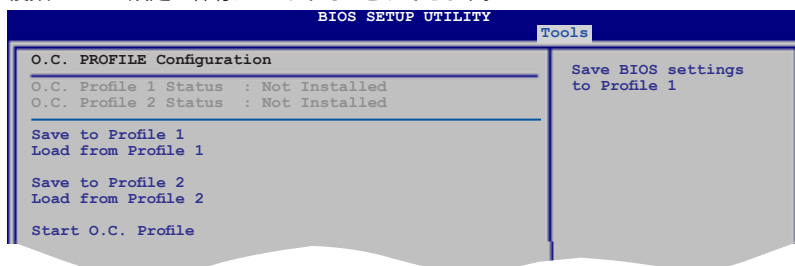 BIOS SETUP UTILITY
Tools
O.C. PROFILE Configuration
O.C. Profile 1 Status : Not Installed
O.C. Profile 2 Status : Not Installed
Save to Profile 1
Load from Profile 1
Save to Profile 2
Load from Profile 2
Start O.C. Profile
Save BIOS settings
to Profile 1